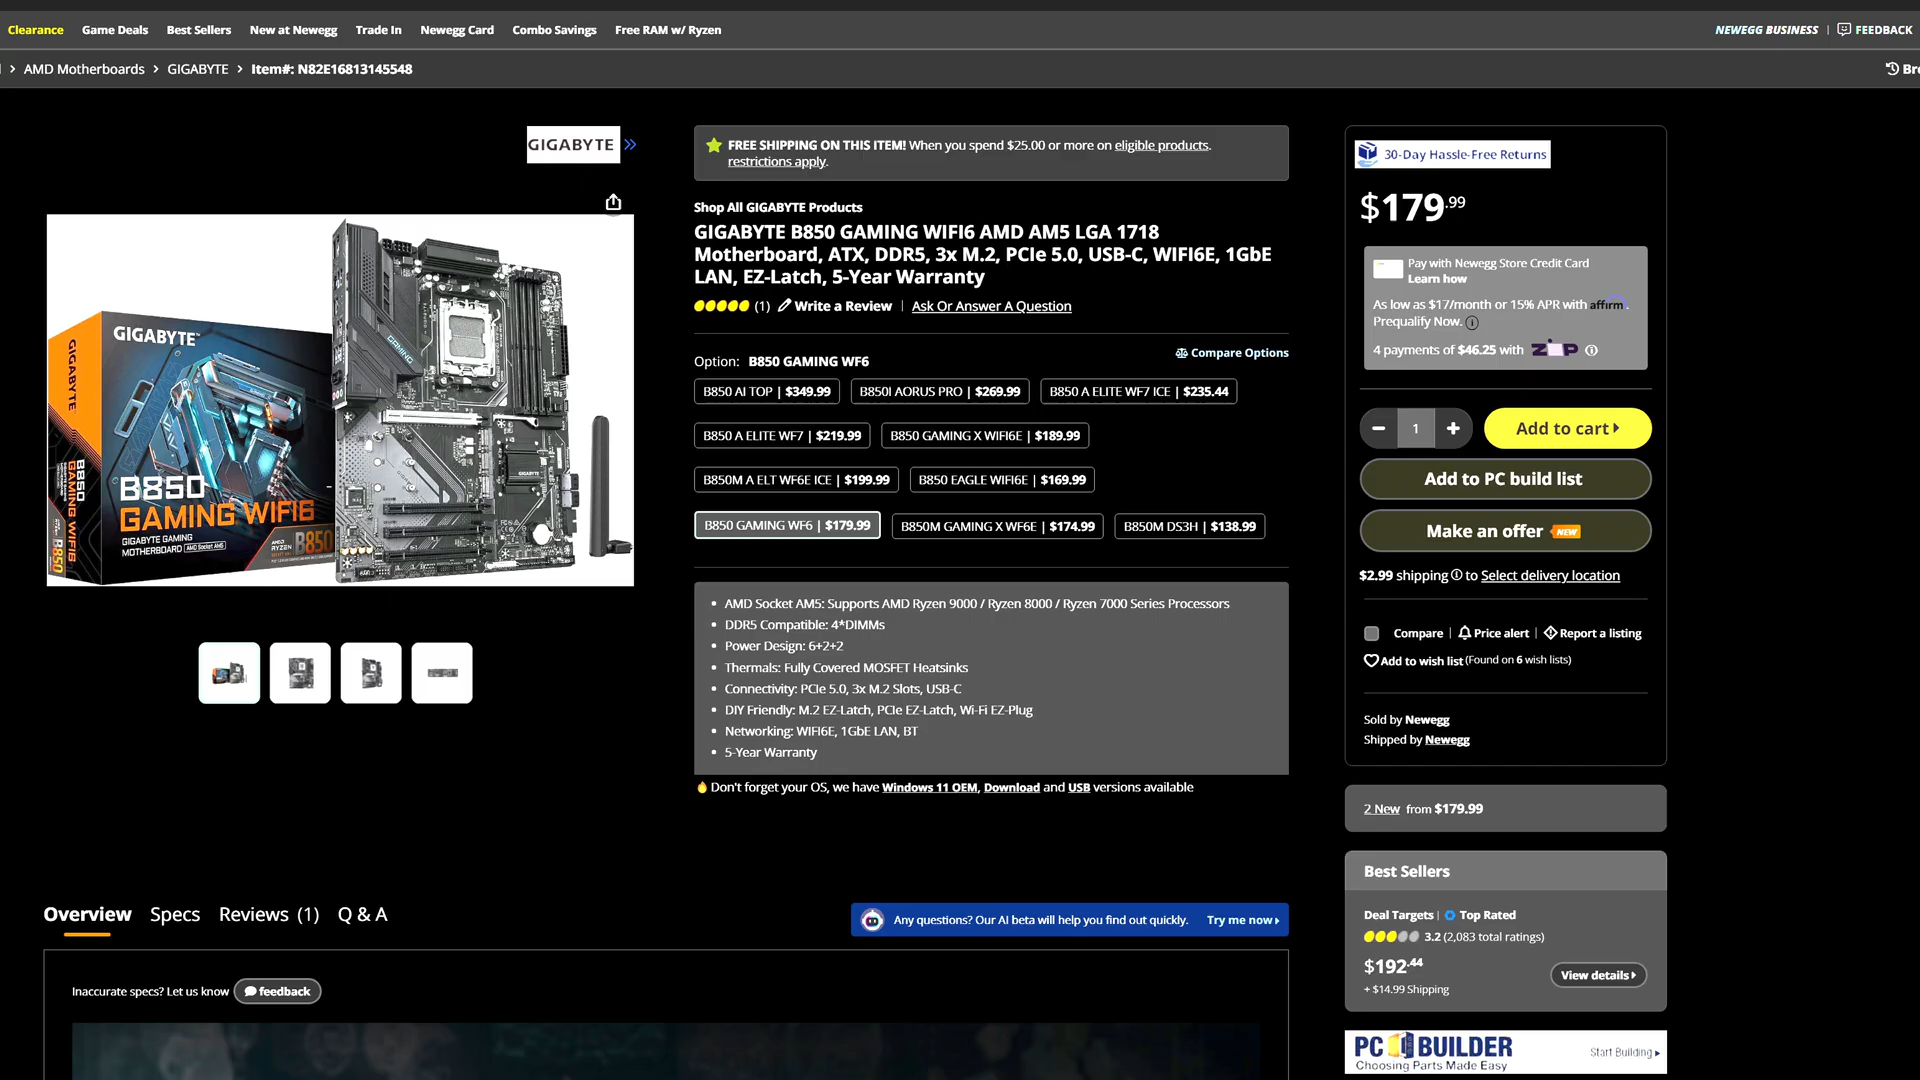 Clearance Game Deals Best Sellers New at Newegg Trade In Newegg Card Combo Savings Free RAM w/ Ryzen
NEWEGG BUSINESS | FEEDBACK
> AMD Motherboards > GIGABYTE > Item#: N82E16813145548
GIGABYTE »
GIGABYTE
GIGABYTE
B850
GAMING WIFI6
GIGABYTE GAMING
MOTHERBOARD AMD Socket AM5
AMD
RYZEN
B850
B850
GAMING WIFI6
B850
GAMING
GIGABYTE
FREE SHIPPING ON THIS ITEM! When you spend $25.00 or more on eligible products.
restrictions apply.
Shop All GIGABYTE Products
GIGABYTE B850 GAMING WIFI6 AMD AM5 LGA 1718
Motherboard, ATX, DDR5, 3x M.2, PCIe 5.0, USB-C, WIFI6E, 1GbE
LAN, EZ-Latch, 5-Year Warranty
(1) Write a Review | Ask Or Answer A Question
Option: B850 GAMING WF6
Compare Options
B850 AI TOP | $349.99
B850I AORUS PRO | $269.99
B850 A ELITE WF7 ICE | $235.44
B850 A ELITE WF7 | $219.99
B850 GAMING X WIFI6E | $189.99
B850M A ELT WF6E ICE | $199.99
B850 EAGLE WIFI6E | $169.99
B850 GAMING WF6 | $179.99
B850M GAMING X WF6E | $174.99
B850M DS3H | $138.99
• AMD Socket AM5: Supports AMD Ryzen 9000 / Ryzen 8000 / Ryzen 7000 Series Processors
• DDR5 Compatible: 4*DIMMs
• Power Design: 6+2+2
• Thermals: Fully Covered MOSFET Heatsinks
• Connectivity: PCIe 5.0, 3x M.2 Slots, USB-C
• DIY Friendly: M.2 EZ-Latch, PCIe EZ-Latch, Wi-Fi EZ-Plug
• Networking: WIFI6E, 1GbE LAN, BT
• 5-Year Warranty
Don't forget your OS, we have Windows 11 OEM, Download and USB versions available
30-Day Hassle-Free Returns
$179.99
Pay with Newegg Store Credit Card
Learn how
As low as $17/month or 15% APR with affirm.
Prequalify Now.
4 payments of $46.25 with ZIP
− 1 +
Add to cart
Add to PC build list
Make an offer NEW
$2.99 shipping to Select delivery location
Compare | Price alert | Report a listing
Add to wish list (Found on 6 wish lists)
Sold by Newegg
Shipped by Newegg
2 New from $179.99
Best Sellers
Deal Targets | Top Rated
3.2 (2,083 total ratings)
$192.44
+ $14.99 Shipping
View details
PC BUILDER
Choosing Parts Made Easy
Start Building
Overview Specs Reviews (1) Q & A
Any questions? Our AI beta will help you find out quickly. Try me now
Inaccurate specs? Let us know feedback